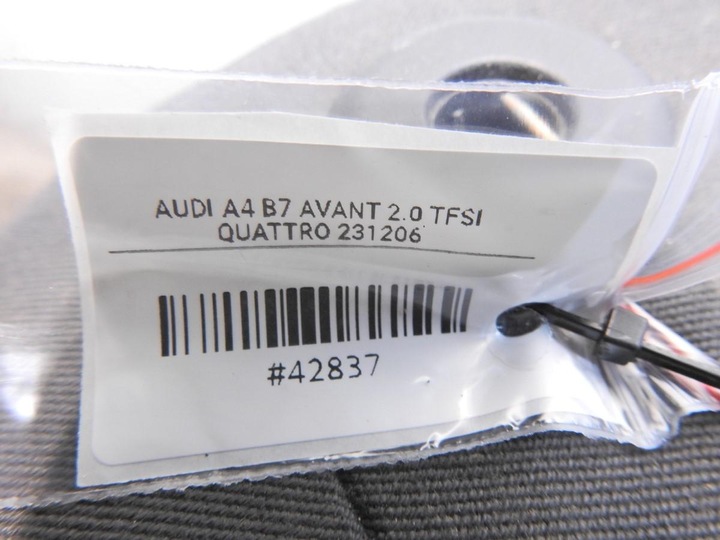 AUDI A4 B7 AVANT 2.0 TFSI
QUATTRO 231206
#42837